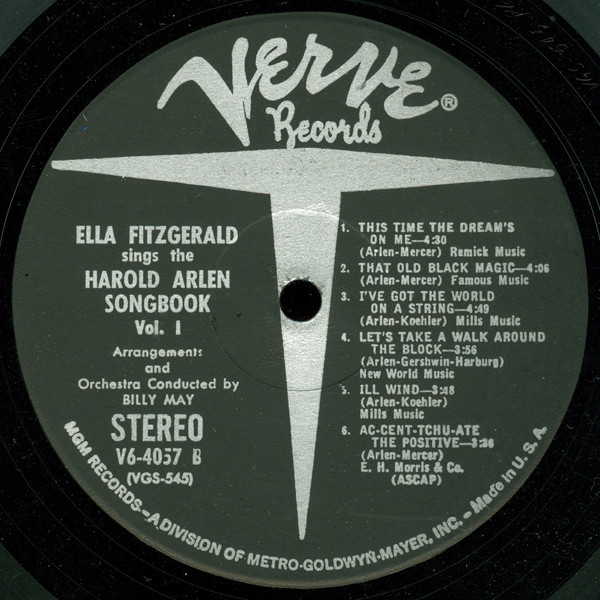 VERVE ®
Records
ELLA FITZGERALD
sings the
HAROLD ARLEN
SONGBOOK
Vol. I
Arrangements
and
Orchestra Conducted by
BILLY MAY
STEREO
V6-4057 B
(VGS-545)
1. THIS TIME THE DREAM'S
ON ME—4:30
(Arlen-Mercer) Remick Music
2. THAT OLD BLACK MAGIC—4:06
(Arlen-Mercer) Famous Music
3. I'VE GOT THE WORLD
ON A STRING—4:49
(Arlen-Koehler) Mills Music
4. LET'S TAKE A WALK AROUND
THE BLOCK—3:56
(Arlen-Gershwin-Harburg)
New World Music
5. ILL WIND—3:48
(Arlen-Koehler)
Mills Music
6. AC-CENT-TCHU-ATE
THE POSITIVE—3:36
(Arlen-Mercer)
E. H. Morris & Co.
(ASCAP)
MGM RECORDS—A DIVISION OF METRO-GOLDWYN-MAYER, INC. – Made in U. S. A.